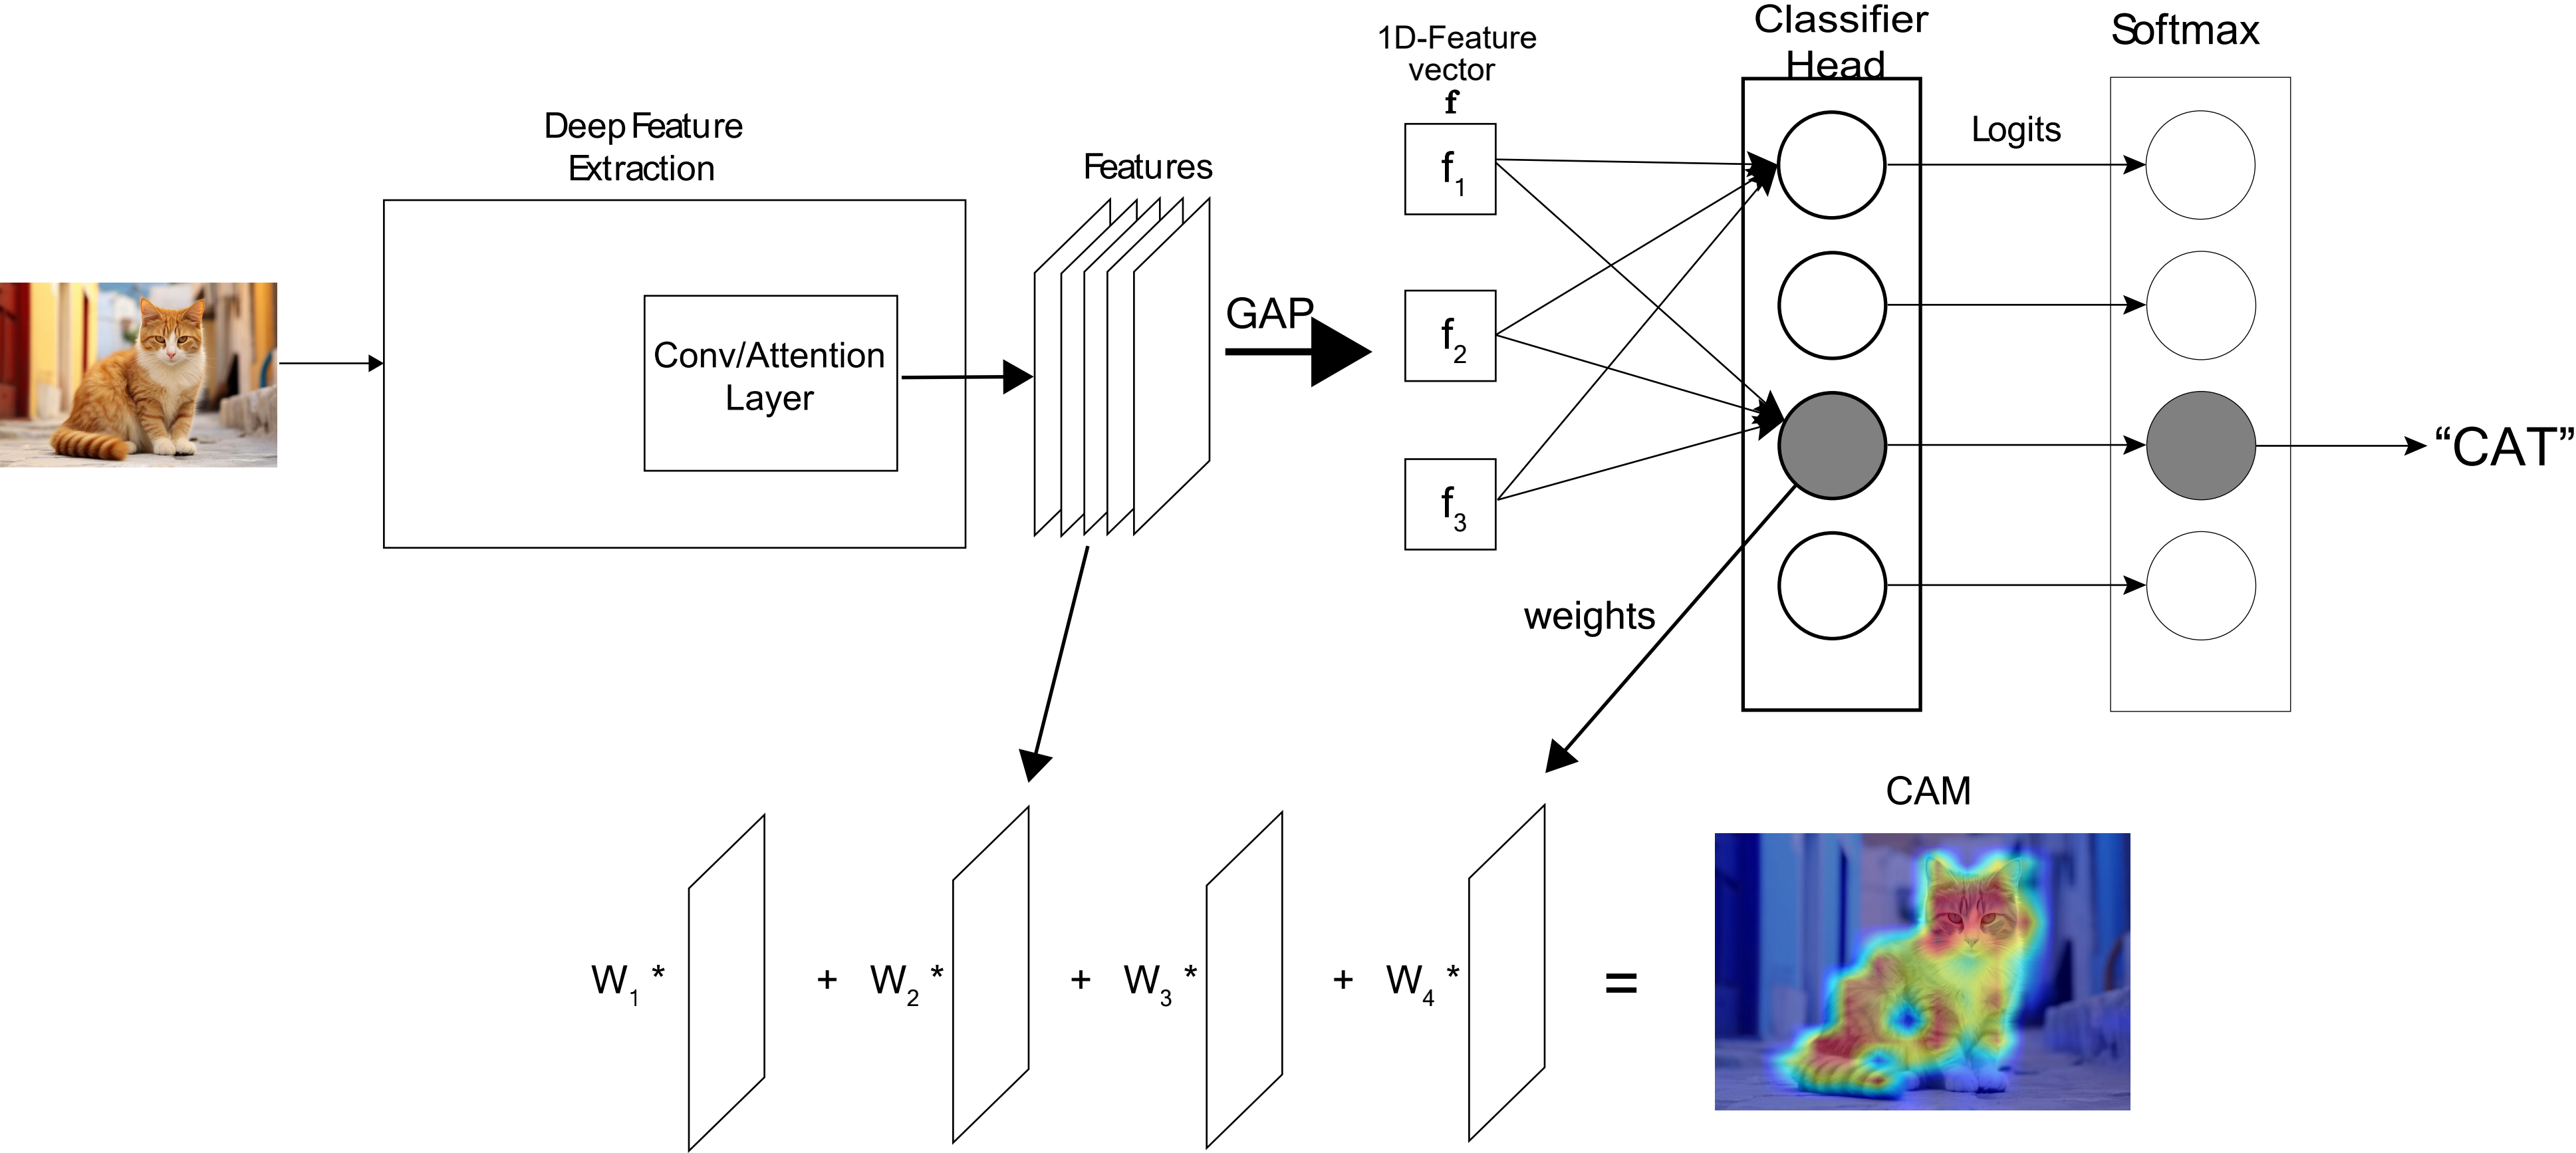 Deep Feature
Extraction
Conv/Attention
Layer
Features
GAP
1D-Feature
vector
f
f1
f2
f3
Classifier
Head
Logits
Softmax
“CAT”
weights
W1 * + W2 * + W3 * + W4 * =
CAM